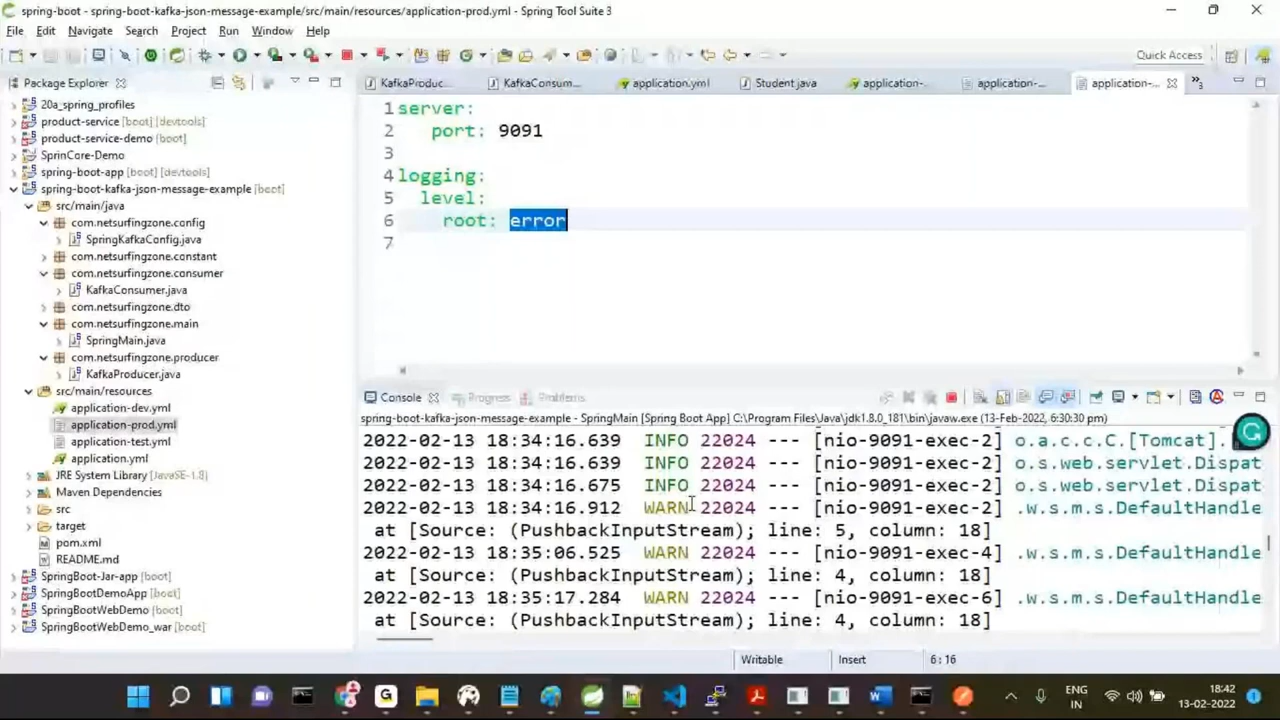 spring-boot - spring-boot-kafka-json-message-example/src/main/resources/application-prod.yml - Spring Tool Suite 3
File Edit Navigate Search Project Run Window Help
Quick Access
Package Explorer
20a_spring_profiles
product-service [boot] [devtools]
product-service-demo [boot]
SprinCore-Demo
spring-boot-app [boot] [devtools]
spring-boot-kafka-json-message-example [boot]
src/main/java
com.netsurfingzone.config
SpringKafkaConfig.java
com.netsurfingzone.constant
com.netsurfingzone.consumer
KafkaConsumer.java
com.netsurfingzone.dto
com.netsurfingzone.main
SpringMain.java
com.netsurfingzone.producer
KafkaProducer.java
src/main/resources
application-dev.yml
application-prod.yml
application-test.yml
application.yml
JRE System Library [JavaSE-1.8]
Maven Dependencies
src
target
pom.xml
README.md
SpringBoot-Jar-app [boot]
SpringBootDemoApp [boot]
SpringBootWebDemo [boot]
SpringBootWebDemo_war [boot]
KafkaProduc... KafkaConsum... application.yml Student.java application-... application-... application-... 3
1 server:
2 port: 9091
3
4 logging:
5 level:
6 root: error
7
Console Progress Problems
spring-boot-kafka-json-message-example - SpringMain [Spring Boot App] C:\Program Files\Java\jdk1.8.0_181\bin\javaw.exe (13-Feb-2022, 6:30:30 pm)
2022-02-13 18:34:16.639 INFO 22024 --- [nio-9091-exec-2] o.a.c.c.C.[Tomcat].
2022-02-13 18:34:16.639 INFO 22024 --- [nio-9091-exec-2] o.s.web.servlet.Dispat
2022-02-13 18:34:16.675 INFO 22024 --- [nio-9091-exec-2] o.s.web.servlet.Dispat
2022-02-13 18:34:16.912 WARN 22024 --- [nio-9091-exec-2] .w.s.m.s.DefaultHandle
at [Source: (PushbackInputStream); line: 5, column: 18]
2022-02-13 18:35:06.525 WARN 22024 --- [nio-9091-exec-4] .w.s.m.s.DefaultHandle
at [Source: (PushbackInputStream); line: 4, column: 18]
2022-02-13 18:35:17.284 WARN 22024 --- [nio-9091-exec-6] .w.s.m.s.DefaultHandle
at [Source: (PushbackInputStream); line: 4, column: 18]
Writable Insert 6:16
ENG
IN
18:42
13-02-2022